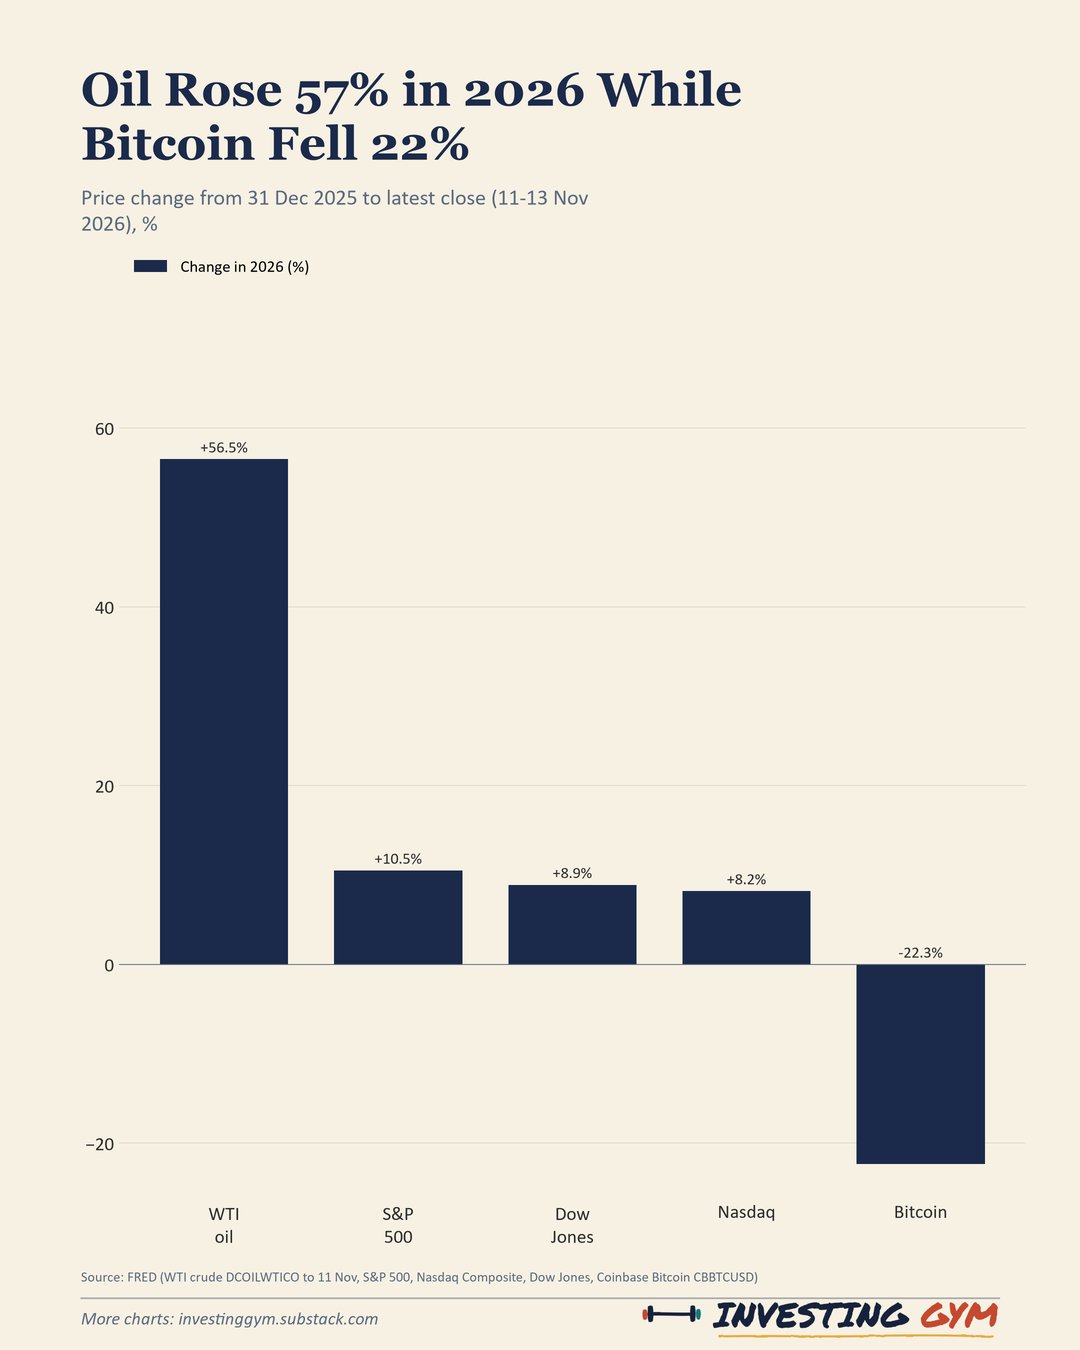 Oil Rose 57% in 2026 While
Bitcoin Fell 22%
Price change from 31 Dec 2025 to latest close (11-13 Nov
2026), %
Change in 2026 (%)
60
+56.5%
40
20
+10.5%
+8.9%
+8.2%
-22.3%
0
−20
WTI
oil
S&P
500
Dow
Jones
Nasdaq
Bitcoin
Source: FRED (WTI crude DCOILWTICO to 11 Nov, S&P 500, Nasdaq Composite, Dow Jones, Coinbase Bitcoin CBBTCUSD)
More charts: investinggym.substack.com
INVESTING GYM